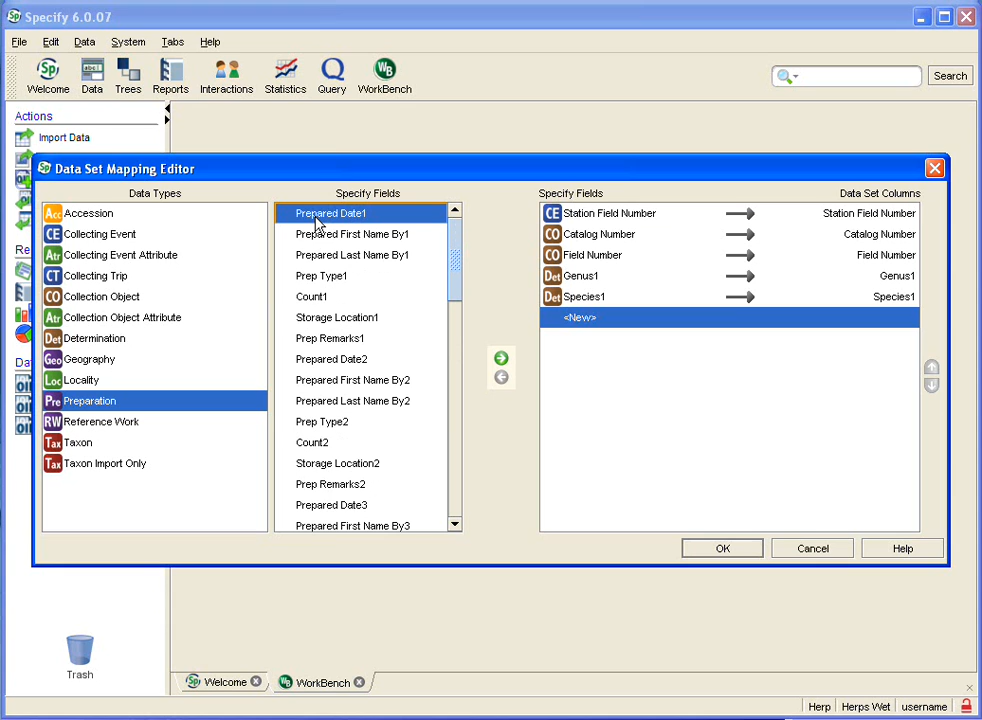 Specify 6.0.07
File Edit Data System Tabs Help
Welcome Data Trees Reports Interactions Statistics Query WorkBench Search
Actions
Import Data
Data Set Mapping Editor
Data Types Specify Fields Specify Fields Data Set Columns
Accession
Collecting Event
Collecting Event Attribute
Collecting Trip
Collection Object
Collection Object Attribute
Determination
Geography
Locality
Preparation
Reference Work
Taxon
Taxon Import Only
Prepared Date1
Prepared First Name By1
Prepared Last Name By1
Prep Type1
Count1
Storage Location1
Prep Remarks1
Prepared Date2
Prepared First Name By2
Prepared Last Name By2
Prep Type2
Count2
Storage Location2
Prep Remarks2
Prepared Date3
Prepared First Name By3
Station Field Number Station Field Number
Catalog Number Catalog Number
Field Number Field Number
Genus1 Genus1
Species1 Species1
<New>
OK Cancel Help
Trash
Welcome WorkBench
Herp Herps Wet username